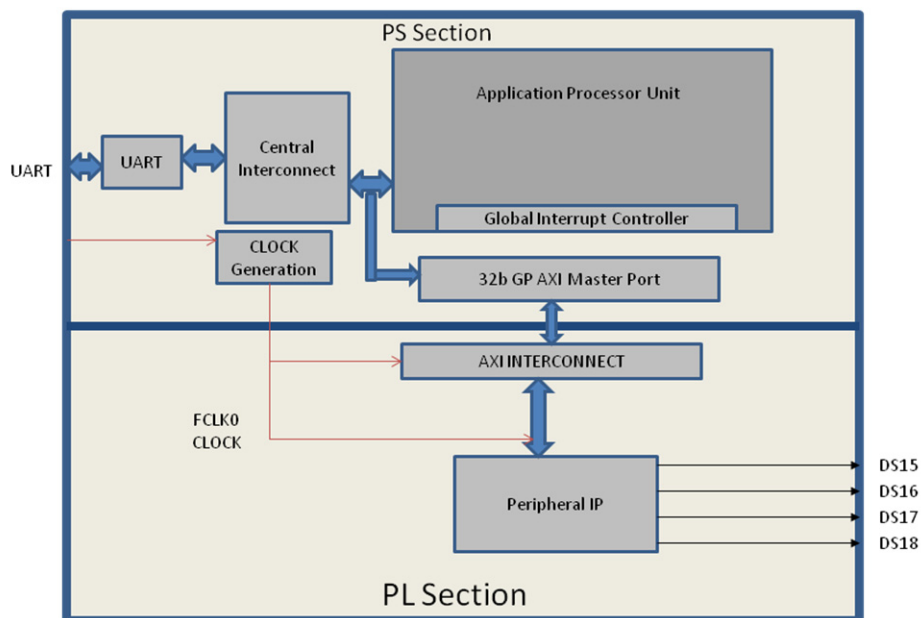 PS Section
Application Processor Unit
Central
Interconnect
UART
UART
Global Interrupt Controller
CLOCK
Generation
32b GP AXI Master Port
AXI INTERCONNECT
FCLK0
CLOCK
Peripheral IP
DS15
DS16
DS17
DS18
PL Section